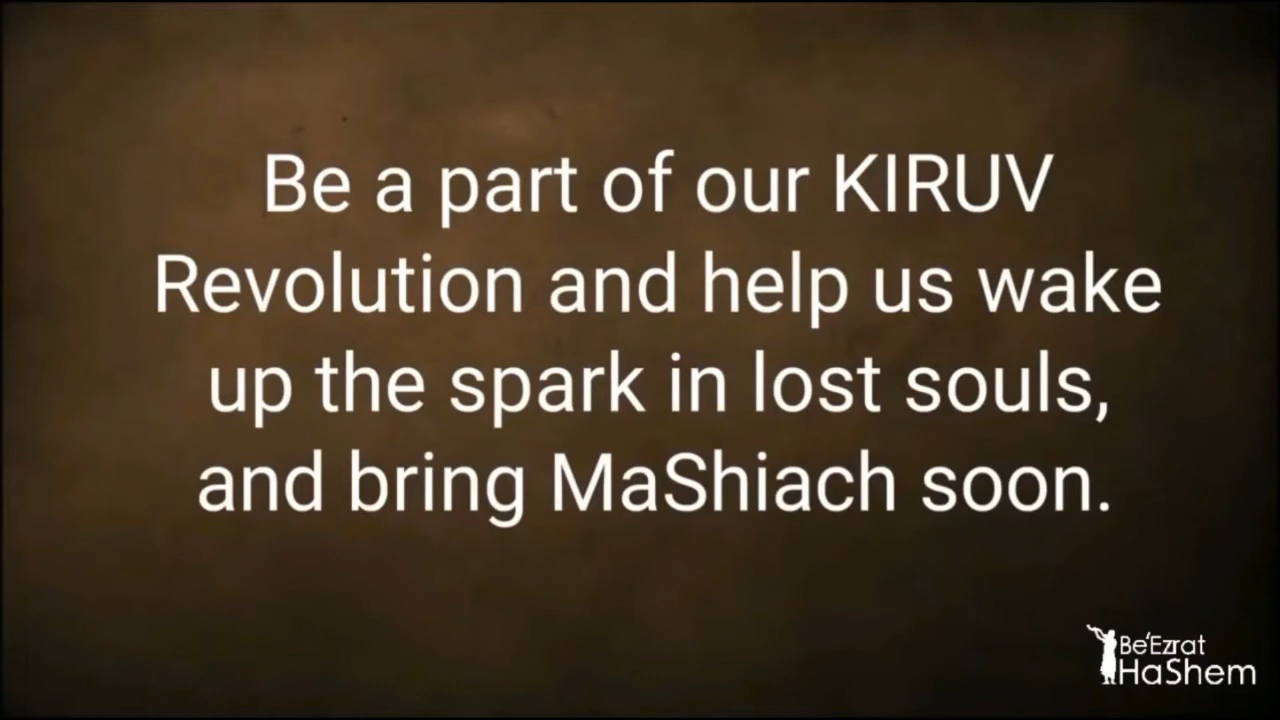 Be a part of our KIRUV
Revolution and help us wake
up the spark in lost souls,
and bring MaShiach soon.
Be'Ezrat
HaShem